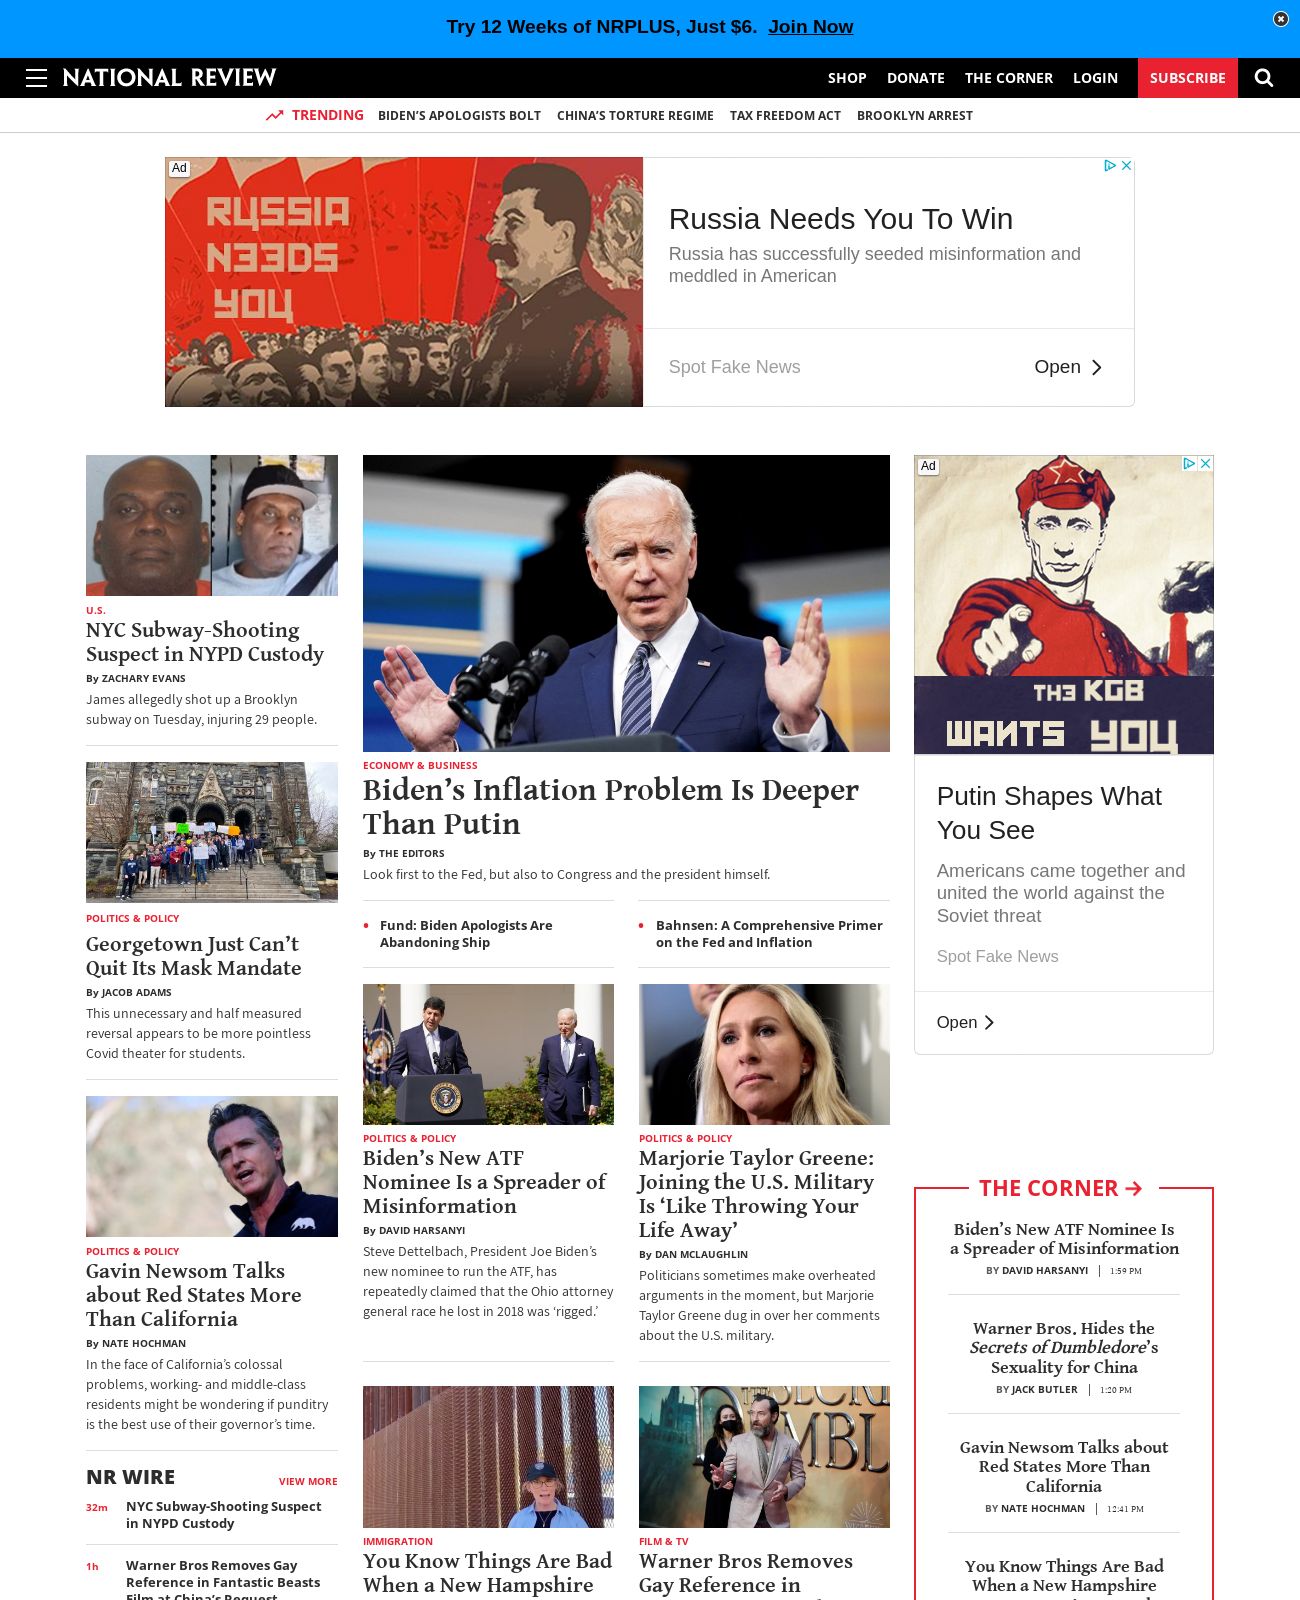 Try 12 Weeks of NRPLUS, Just $6. Join Now
NATIONAL REVIEW
SHOP DONATE THE CORNER LOGIN SUBSCRIBE
TRENDING BIDEN’S APOLOGISTS BOLT CHINA’S TORTURE REGIME TAX FREEDOM ACT BROOKLYN ARREST
Ad
RЦSSIA
NЭЭDS
YOЦ
Russia Needs You To Win
Russia has successfully seeded misinformation and
meddled in American
Spot Fake News
Open
U.S.
NYC Subway-Shooting
Suspect in NYPD Custody
By ZACHARY EVANS
James allegedly shot up a Brooklyn
subway on Tuesday, injuring 29 people.
POLITICS & POLICY
Georgetown Just Can’t
Quit Its Mask Mandate
By JACOB ADAMS
This unnecessary and half measured
reversal appears to be more pointless
Covid theater for students.
POLITICS & POLICY
Gavin Newsom Talks
about Red States More
Than California
By NATE HOCHMAN
In the face of California’s colossal
problems, working- and middle-class
residents might be wondering if punditry
is the best use of their governor’s time.
NR WIRE
VIEW MORE
32m NYC Subway-Shooting Suspect
in NYPD Custody
1h Warner Bros Removes Gay
Reference in Fantastic Beasts
Film at China’s Request
ECONOMY & BUSINESS
Biden’s Inflation Problem Is Deeper
Than Putin
By THE EDITORS
Look first to the Fed, but also to Congress and the president himself.
• Fund: Biden Apologists Are
Abandoning Ship
• Bahnsen: A Comprehensive Primer
on the Fed and Inflation
POLITICS & POLICY
Biden’s New ATF
Nominee Is a Spreader of
Misinformation
By DAVID HARSANYI
Steve Dettelbach, President Joe Biden’s
new nominee to run the ATF, has
repeatedly claimed that the Ohio attorney
general race he lost in 2018 was ‘rigged.’
POLITICS & POLICY
Marjorie Taylor Greene:
Joining the U.S. Military
Is ‘Like Throwing Your
Life Away’
By DAN MCLAUGHLIN
Politicians sometimes make overheated
arguments in the moment, but Marjorie
Taylor Greene dug in over her comments
about the U.S. military.
IMMIGRATION
You Know Things Are Bad
When a New Hampshire
FILM & TV
Warner Bros Removes
Gay Reference in
Ad
THЭ KGB
WAИTS YOЦ
Putin Shapes What
You See
Americans came together and
united the world against the
Soviet threat
Spot Fake News
Open
THE CORNER
Biden’s New ATF Nominee Is
a Spreader of Misinformation
BY DAVID HARSANYI | 1:59 PM
Warner Bros. Hides the
Secrets of Dumbledore’s
Sexuality for China
BY JACK BUTLER | 1:20 PM
Gavin Newsom Talks about
Red States More Than
California
BY NATE HOCHMAN | 12:41 PM
You Know Things Are Bad
When a New Hampshire